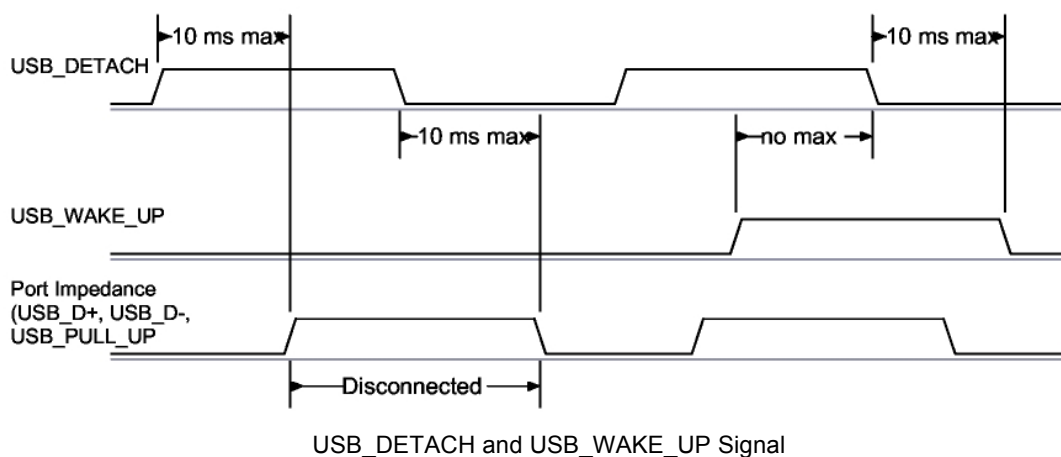 10 ms max
10 ms max
USB_DETACH
10 ms max
no max
USB_WAKE_UP
Port Impedance
(USB_D+, USB_D-,
USB_PULL_UP
Disconnected
USB_DETACH and USB_WAKE_UP Signal